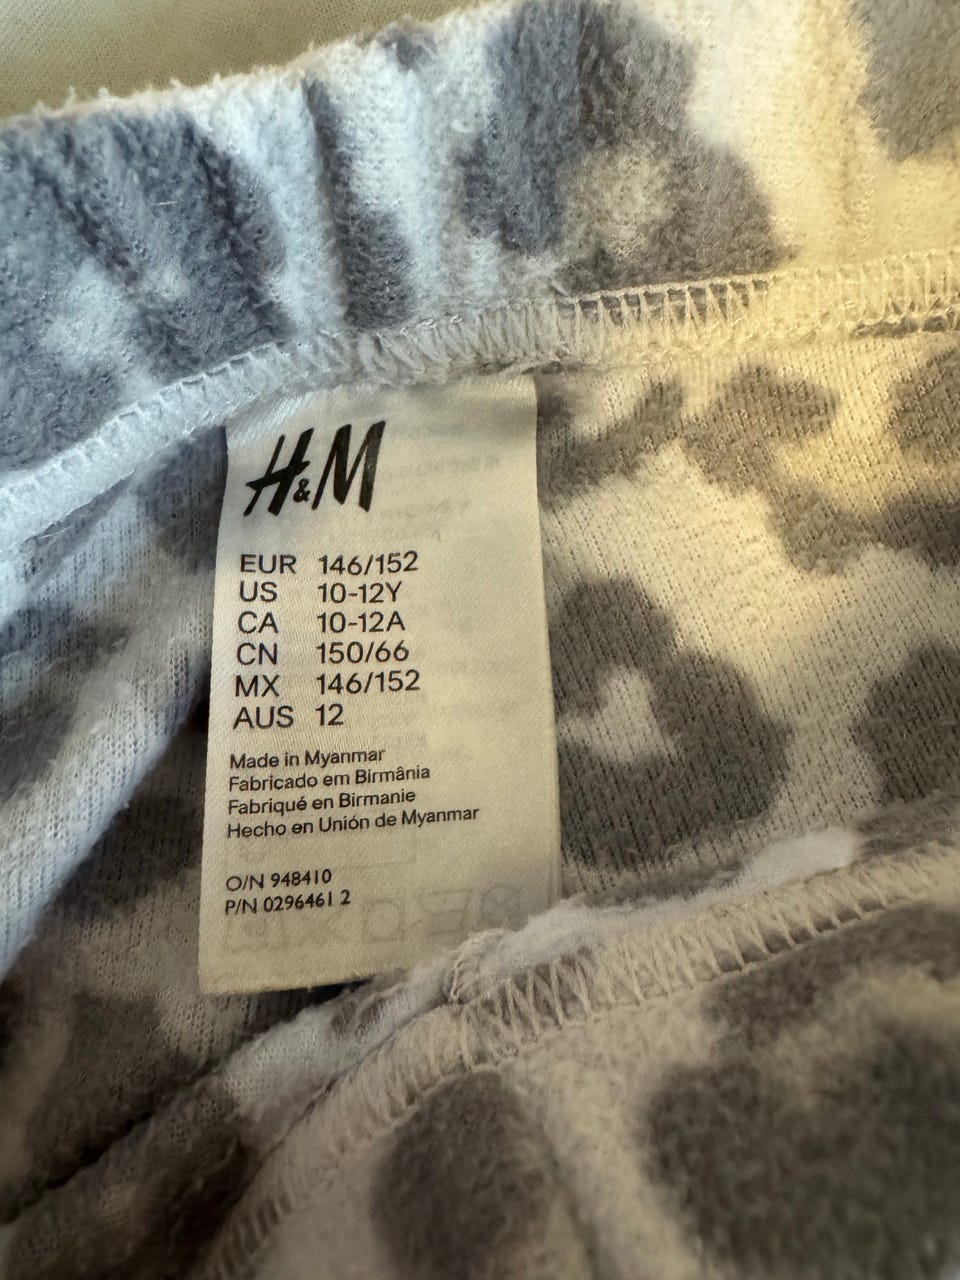 H&M
EUR 146/152
US 10-12Y
CA 10-12A
CN 150/66
MX 146/152
AUS 12
Made in Myanmar
Fabricado em Birmânia
Fabriqué en Birmanie
Hecho en Unión de Myanmar
O/N 948410
P/N 0296461 2